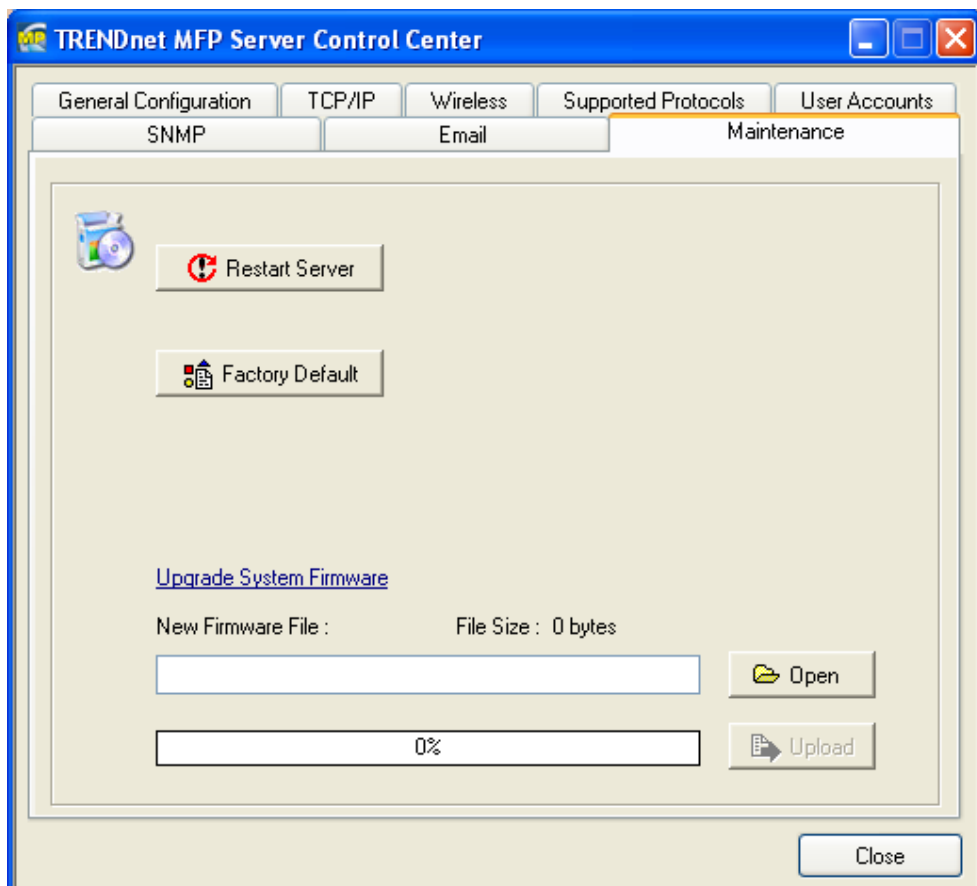 TRENDnet MFP Server Control Center
General Configuration TCP/IP Wireless Supported Protocols User Accounts
SNMP Email Maintenance
Restart Server
Factory Default
Upgrade System Firmware
New Firmware File : File Size : 0 bytes
Open
0% Upload
Close